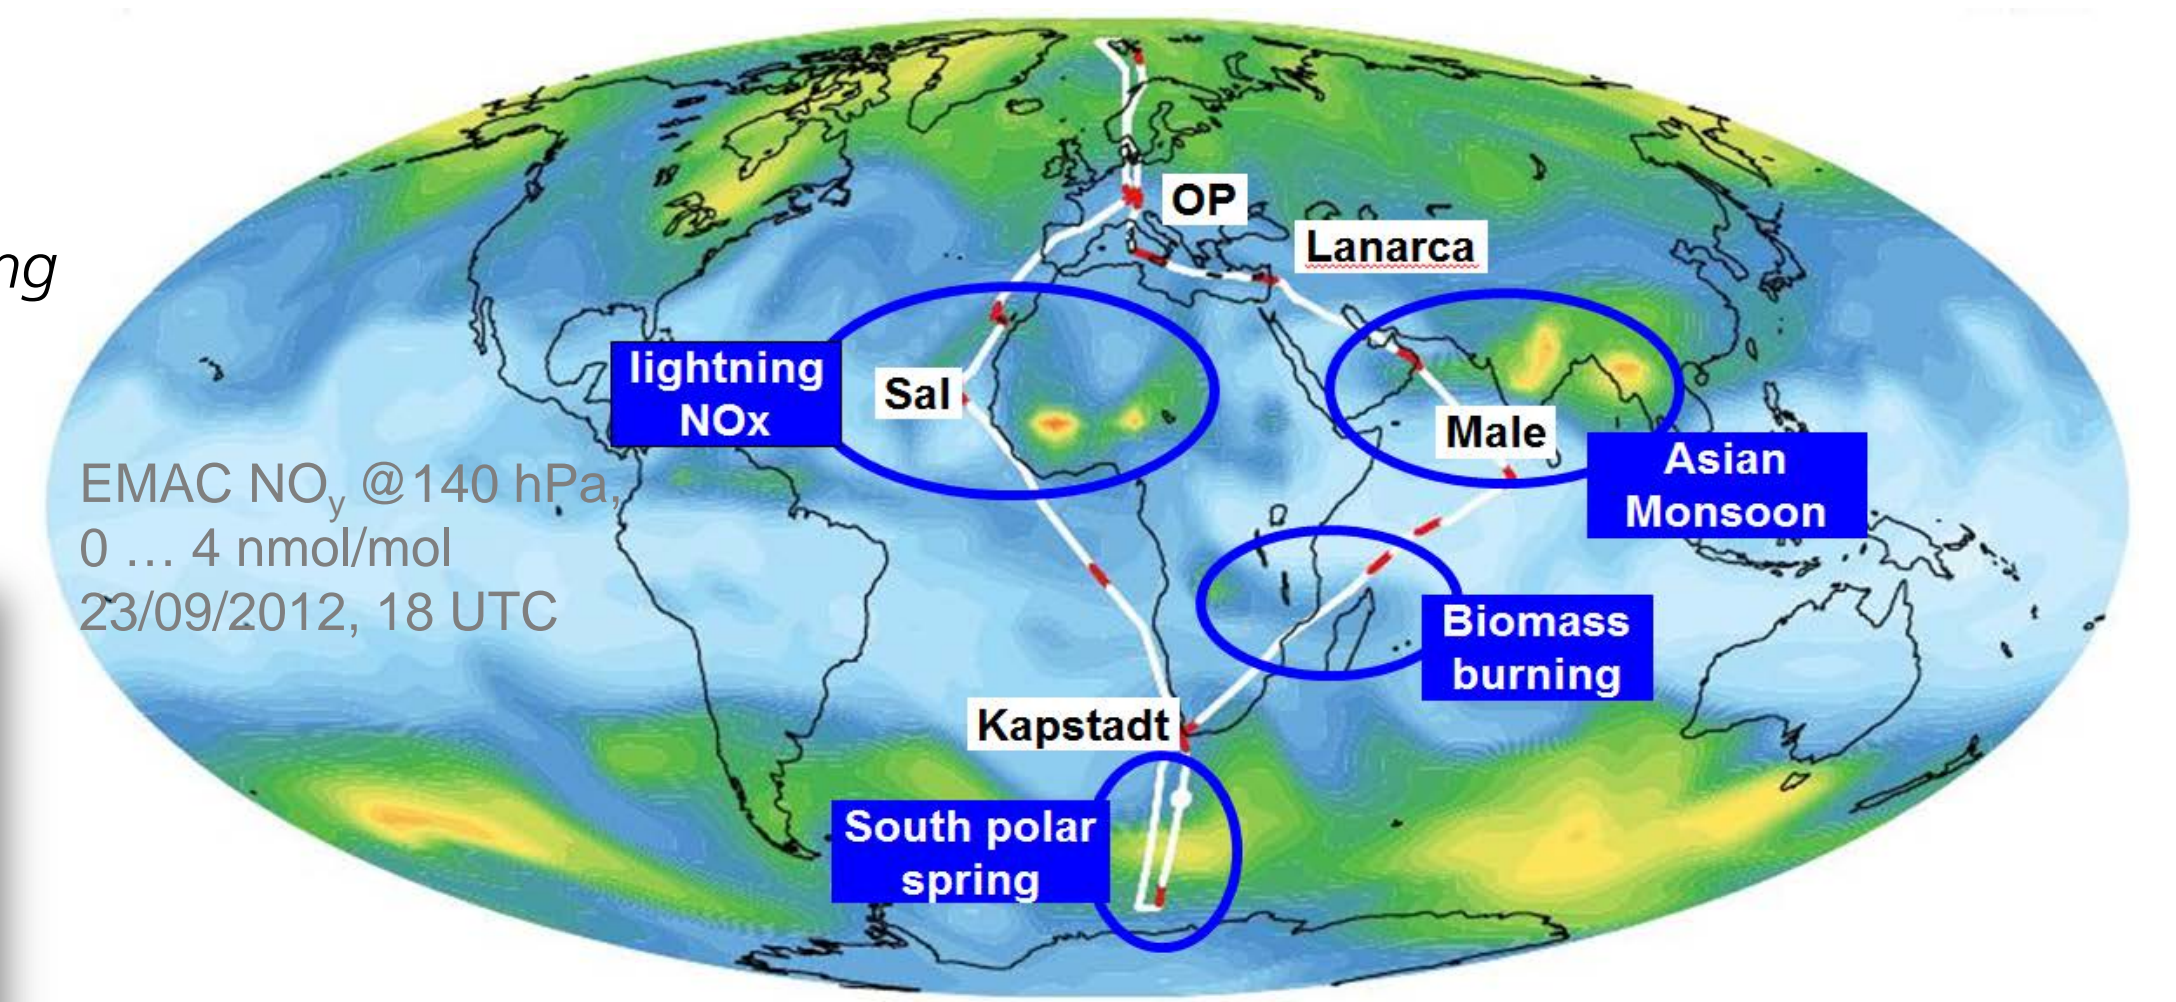 ng
OP
Lanarca
lightning
NOx
Sal
Male
Asian
Monsoon
EMAC NOy @140 hPa,
0 … 4 nmol/mol
23/09/2012, 18 UTC
Biomass
burning
Kapstadt
South polar
spring